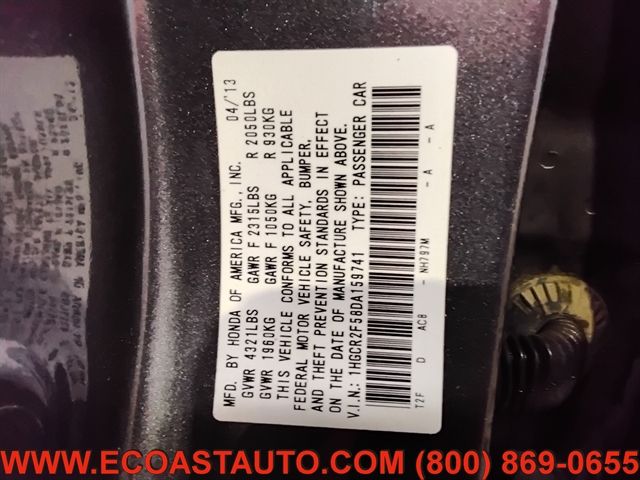 MFD. BY HONDA OF AMERICA MFG., INC. 04/'13
GVWR 4321LBS GAWR F 2315LBS R 2050LBS
GVWR 1960KG GAWR F 1050KG R 930KG
THIS VEHICLE CONFORMS TO ALL APPLICABLE
FEDERAL MOTOR VEHICLE SAFETY, BUMPER,
AND THEFT PREVENTION STANDARDS IN EFFECT
ON THE DATE OF MANUFACTURE SHOWN ABOVE.
V.I.N.: 1HGCR2F58DA159741 TYPE: PASSENGER CAR
T2F D AC8 - NH797M -A -A
WWW.ECOASTAUTO.COM (800) 869-0655